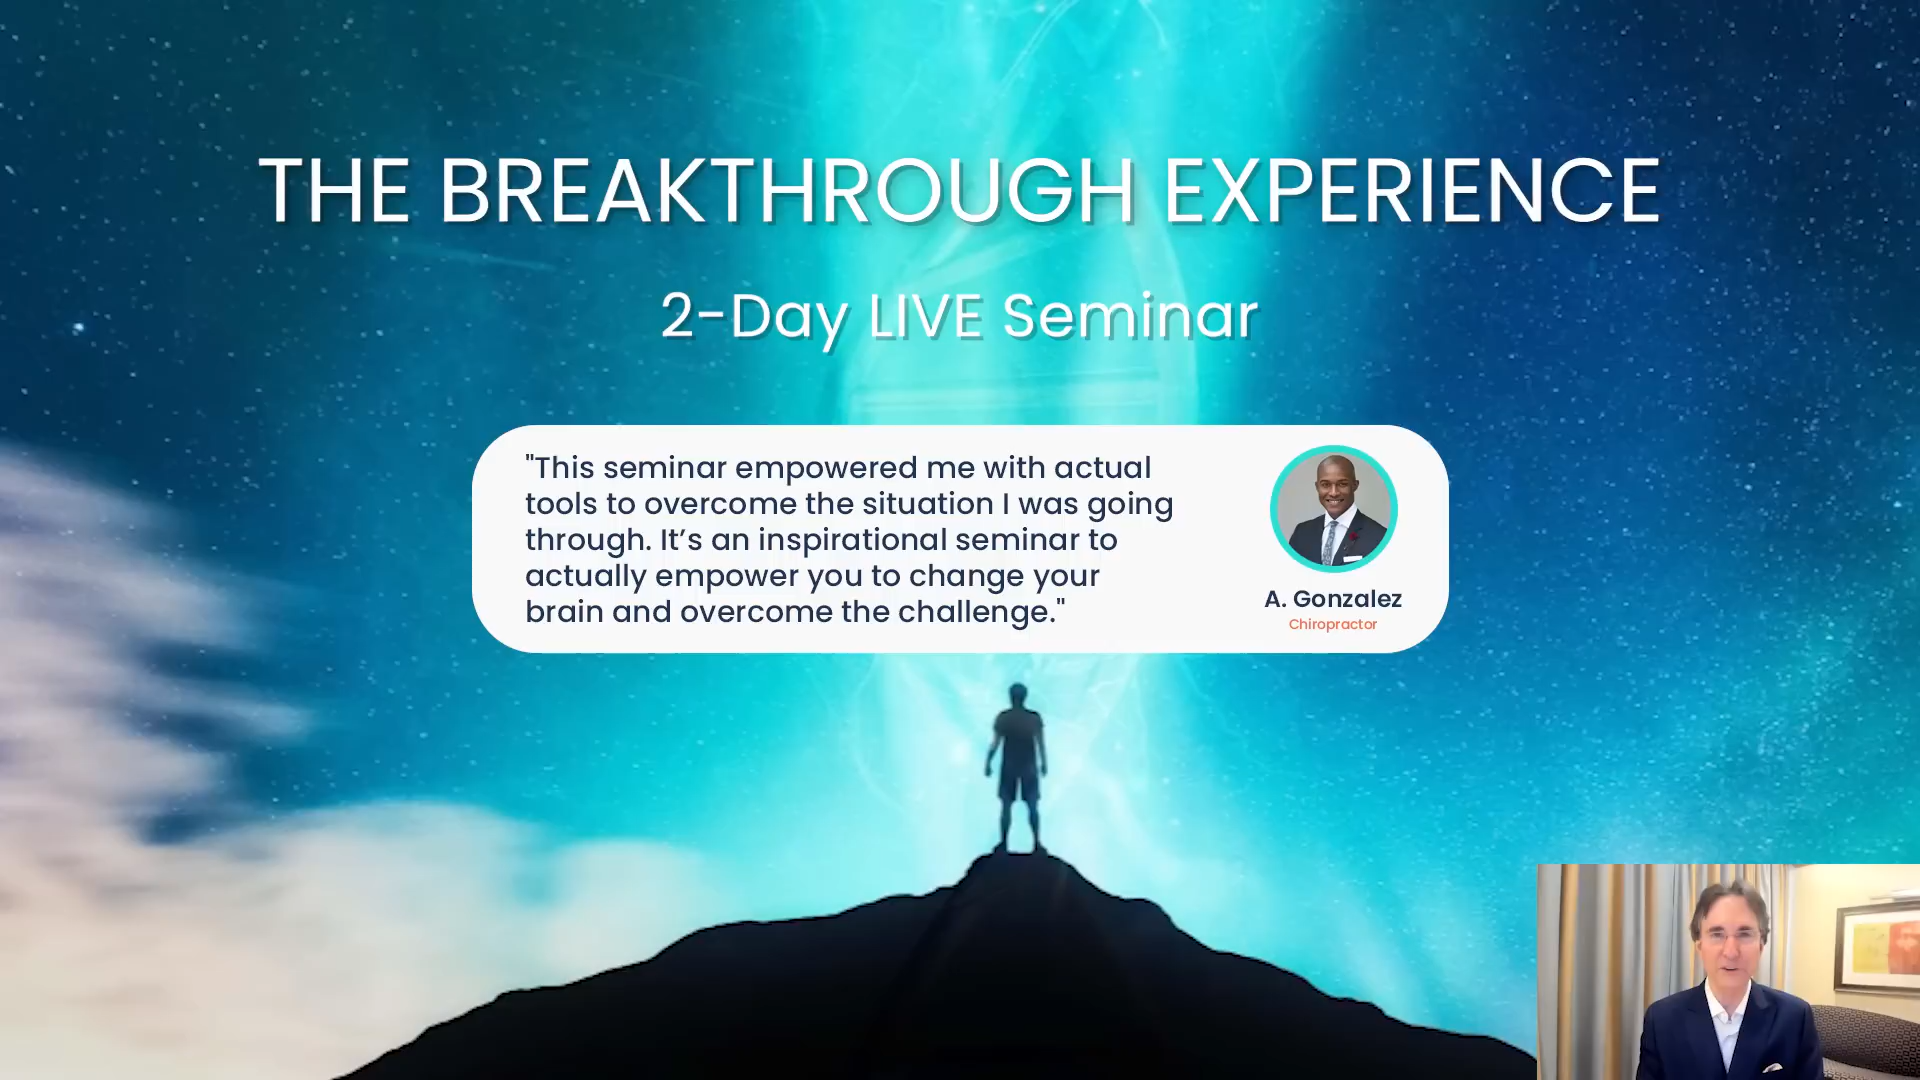 THE BREAKTHROUGH EXPERIENCE
2-Day LIVE Seminar
"This seminar empowered me with actual
tools to overcome the situation I was going
through. It’s an inspirational seminar to
actually empower you to change your
brain and overcome the challenge."
A. Gonzalez
Chiropractor